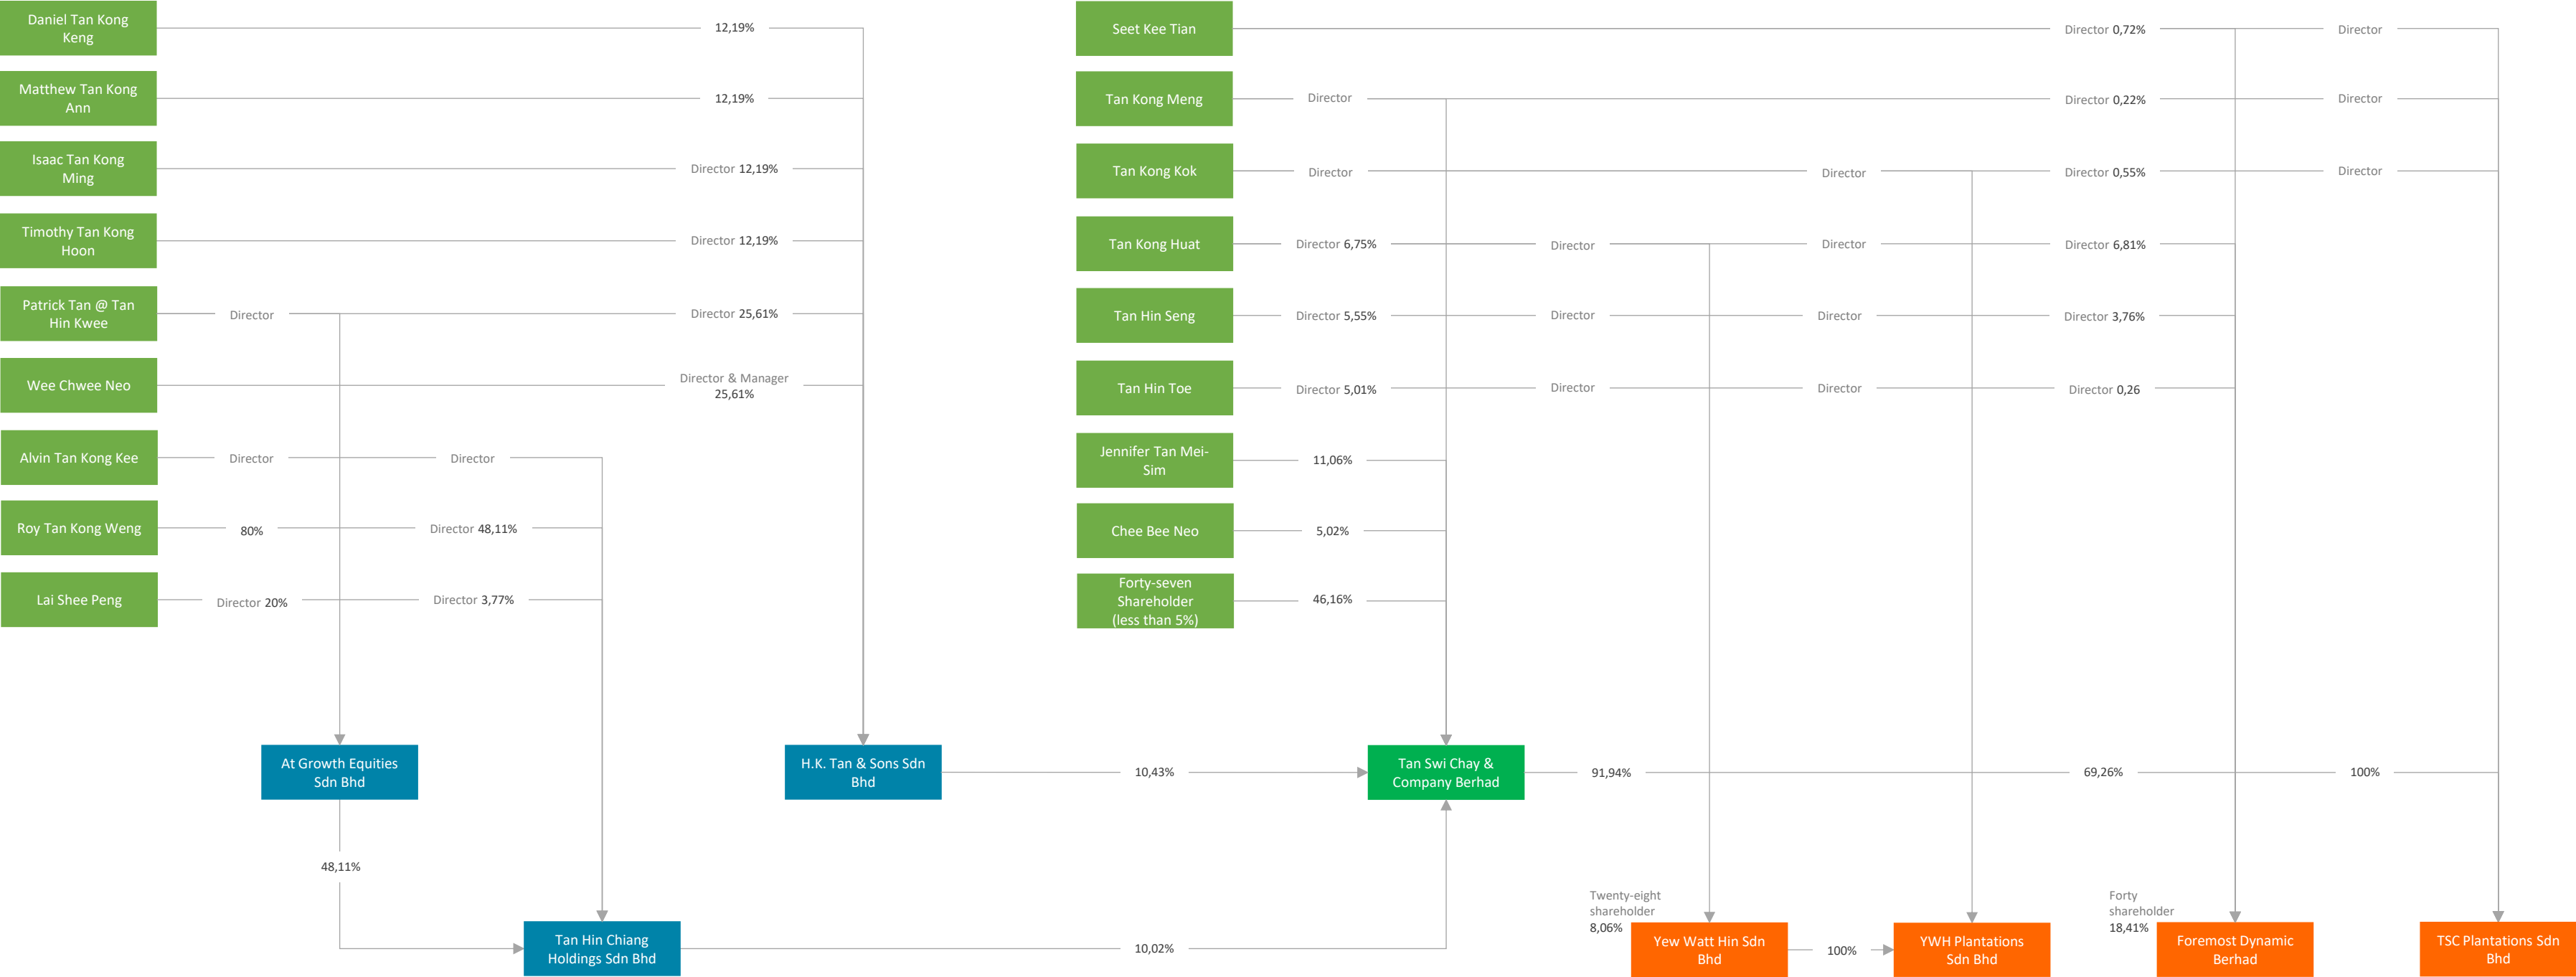 Daniel Tan Kong
Keng
12,19%
Seet Kee Tian
Director 0,72%
Director
Matthew Tan Kong
Ann
12,19%
Tan Kong Meng
Director
Director 0,22%
Director
Isaac Tan Kong
Ming
Director 12,19%
Tan Kong Kok
Director
Director
Director 0,55%
Director
Timothy Tan Kong
Hoon
Director 12,19%
Tan Kong Huat
Director 6,75%
Director
Director
Director 6,81%
Patrick Tan @ Tan
Hin Kwee
Director
Director 25,61%
Tan Hin Seng
Director 5,55%
Director
Director
Director 3,76%
Wee Chwee Neo
Director & Manager
25,61%
Tan Hin Toe
Director 5,01%
Director
Director
Director 0,26
Alvin Tan Kong Kee
Director
Director
Jennifer Tan Mei-
Sim
11,06%
Roy Tan Kong Weng
80%
Director 48,11%
Chee Bee Neo
5,02%
Lai Shee Peng
Director 20%
Director 3,77%
Forty-seven
Shareholder
(less than 5%)
46,16%
At Growth Equities
Sdn Bhd
H.K. Tan & Sons Sdn
Bhd
10,43%
Tan Swi Chay &
Company Berhad
91,94%
69,26%
100%
48,11%
Tan Hin Chiang
Holdings Sdn Bhd
10,02%
Twenty-eight
shareholder
8,06%
Yew Watt Hin Sdn
Bhd
100%
YWH Plantations
Sdn Bhd
Forty
shareholder
18,41%
Foremost Dynamic
Berhad
TSC Plantations Sdn
Bhd